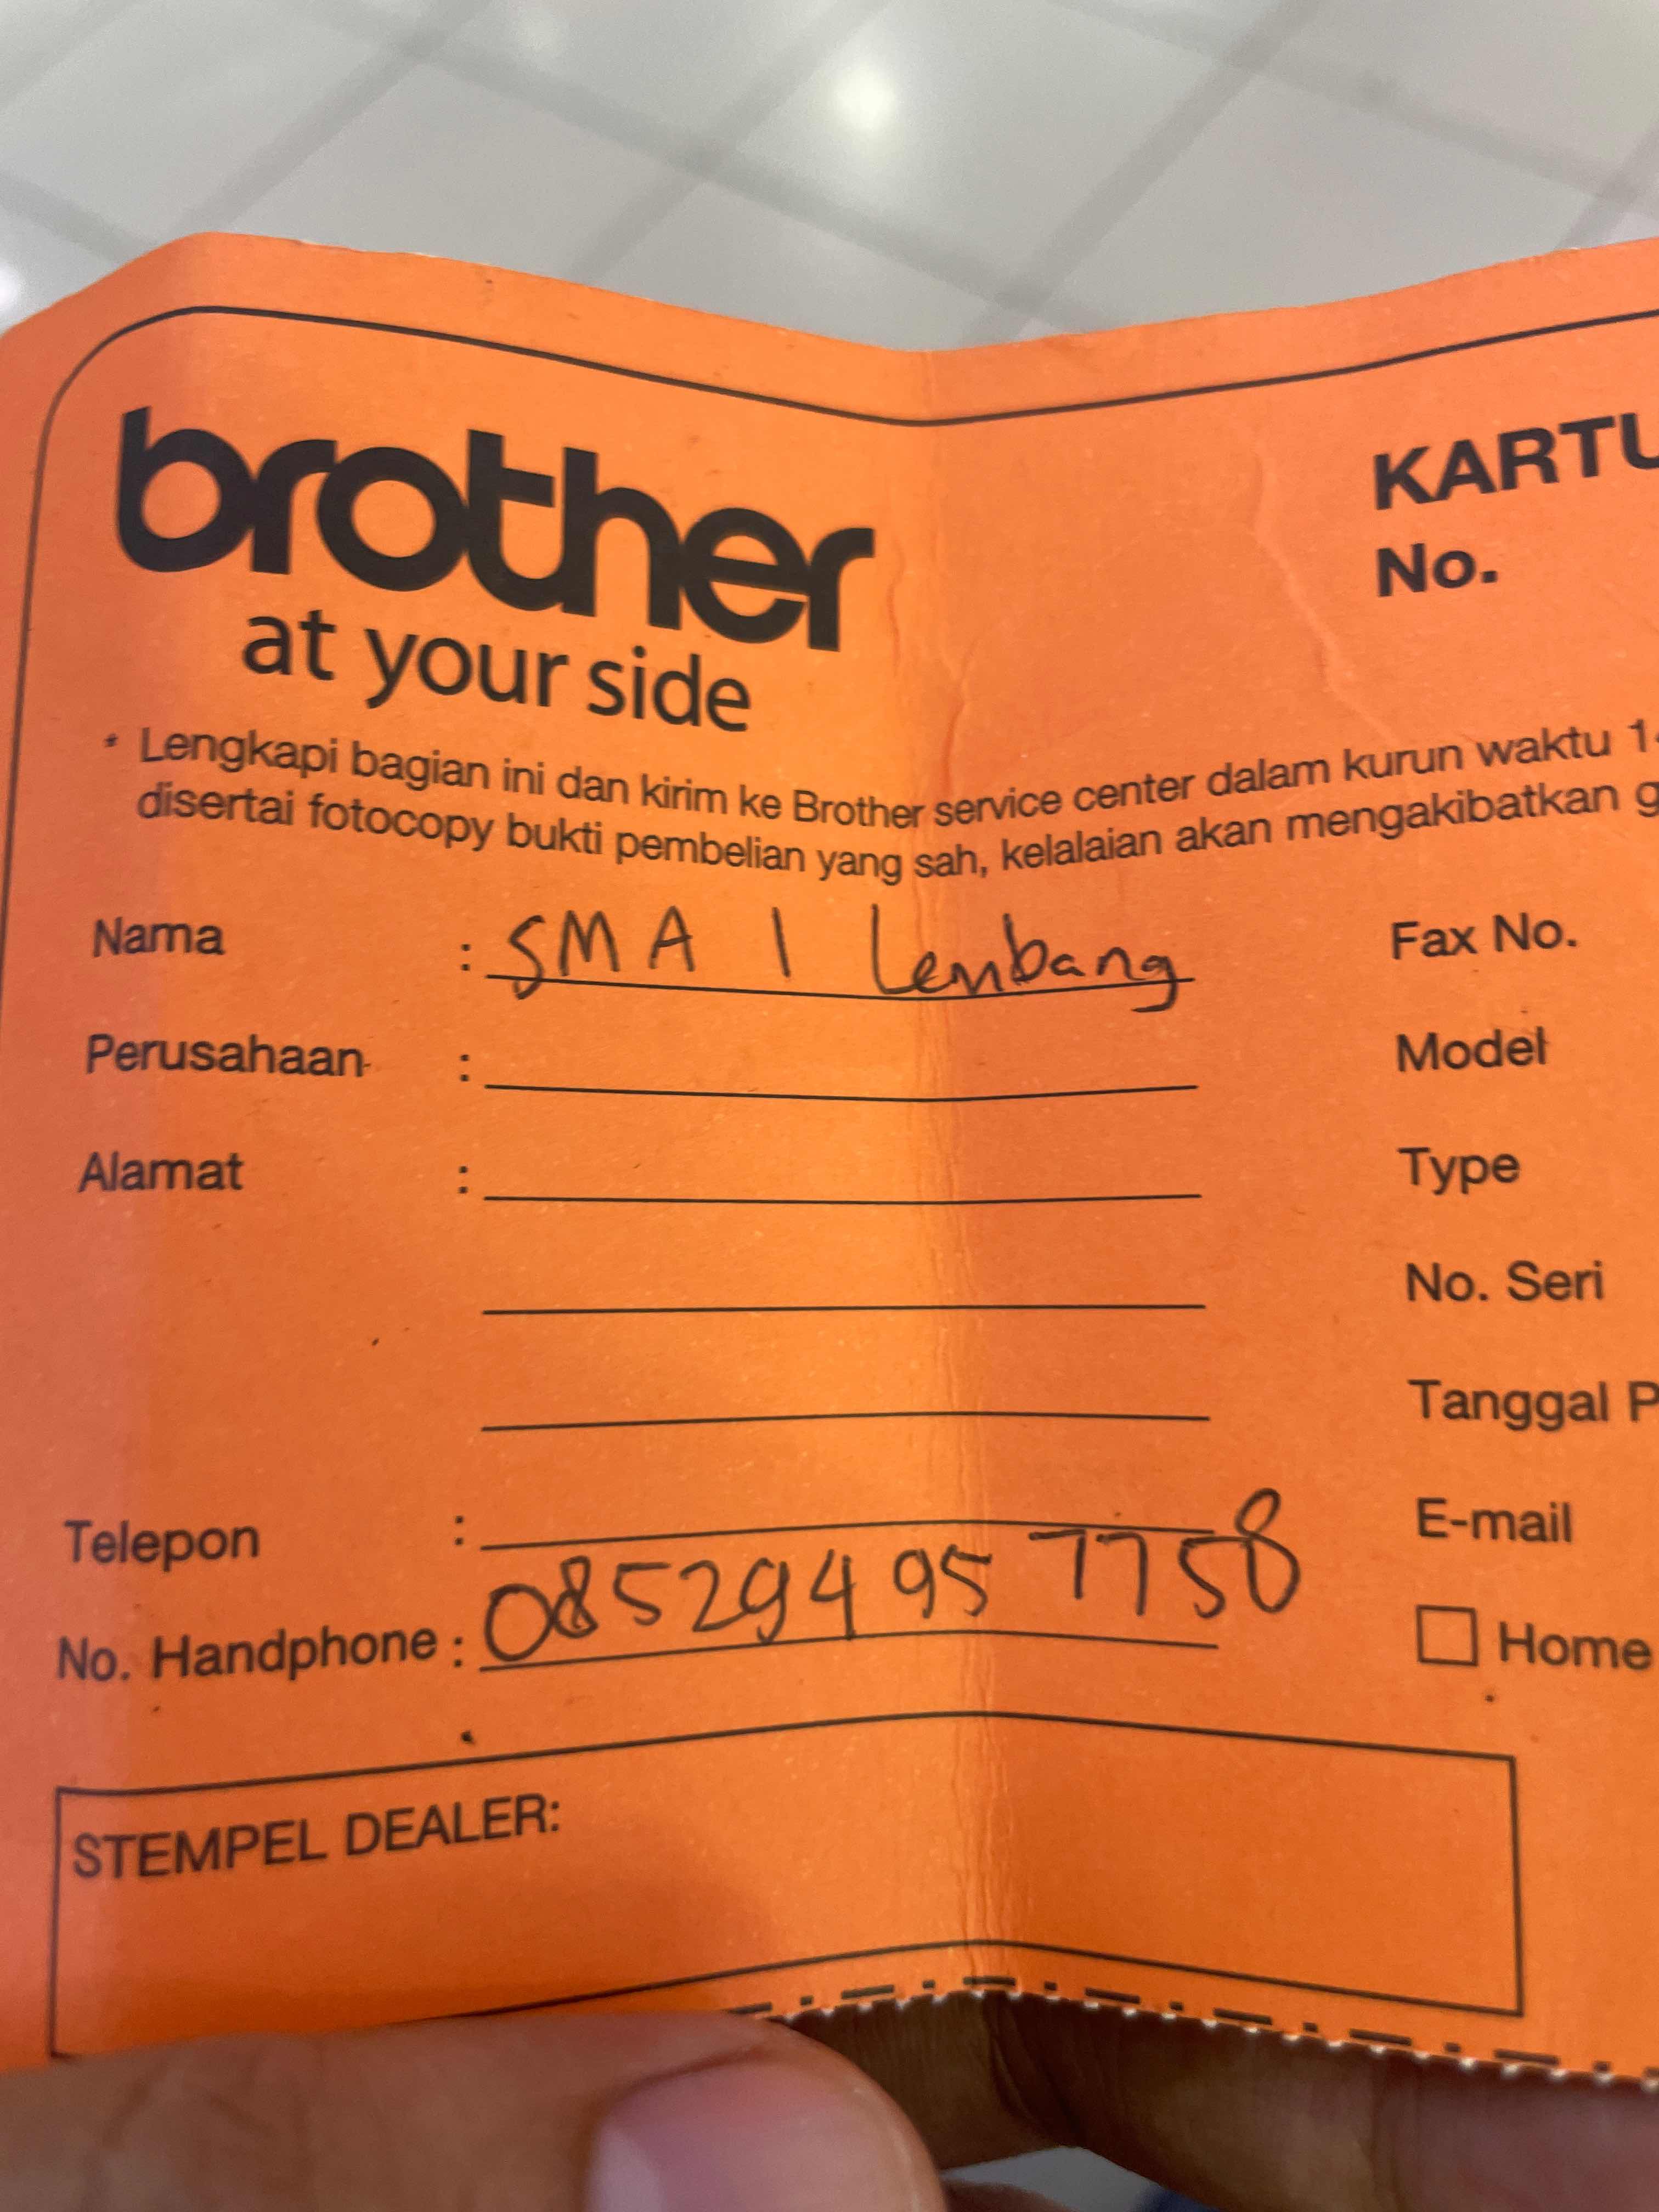 brother
at your side
KARTU
No.
* Lengkapi bagian ini dan kirim ke Brother service center dalam kurun waktu
disertai fotocopy bukti pembelian yang sah, kelalaian akan mengakibatkan
Nama : SMA 1 Lembang
Fax No.
Perusahaan :
Model
Alamat :
Type
No. Seri
Tanggal P
Telepon :
E-mail
No. Handphone : 085294957758
Home
STEMPEL DEALER: